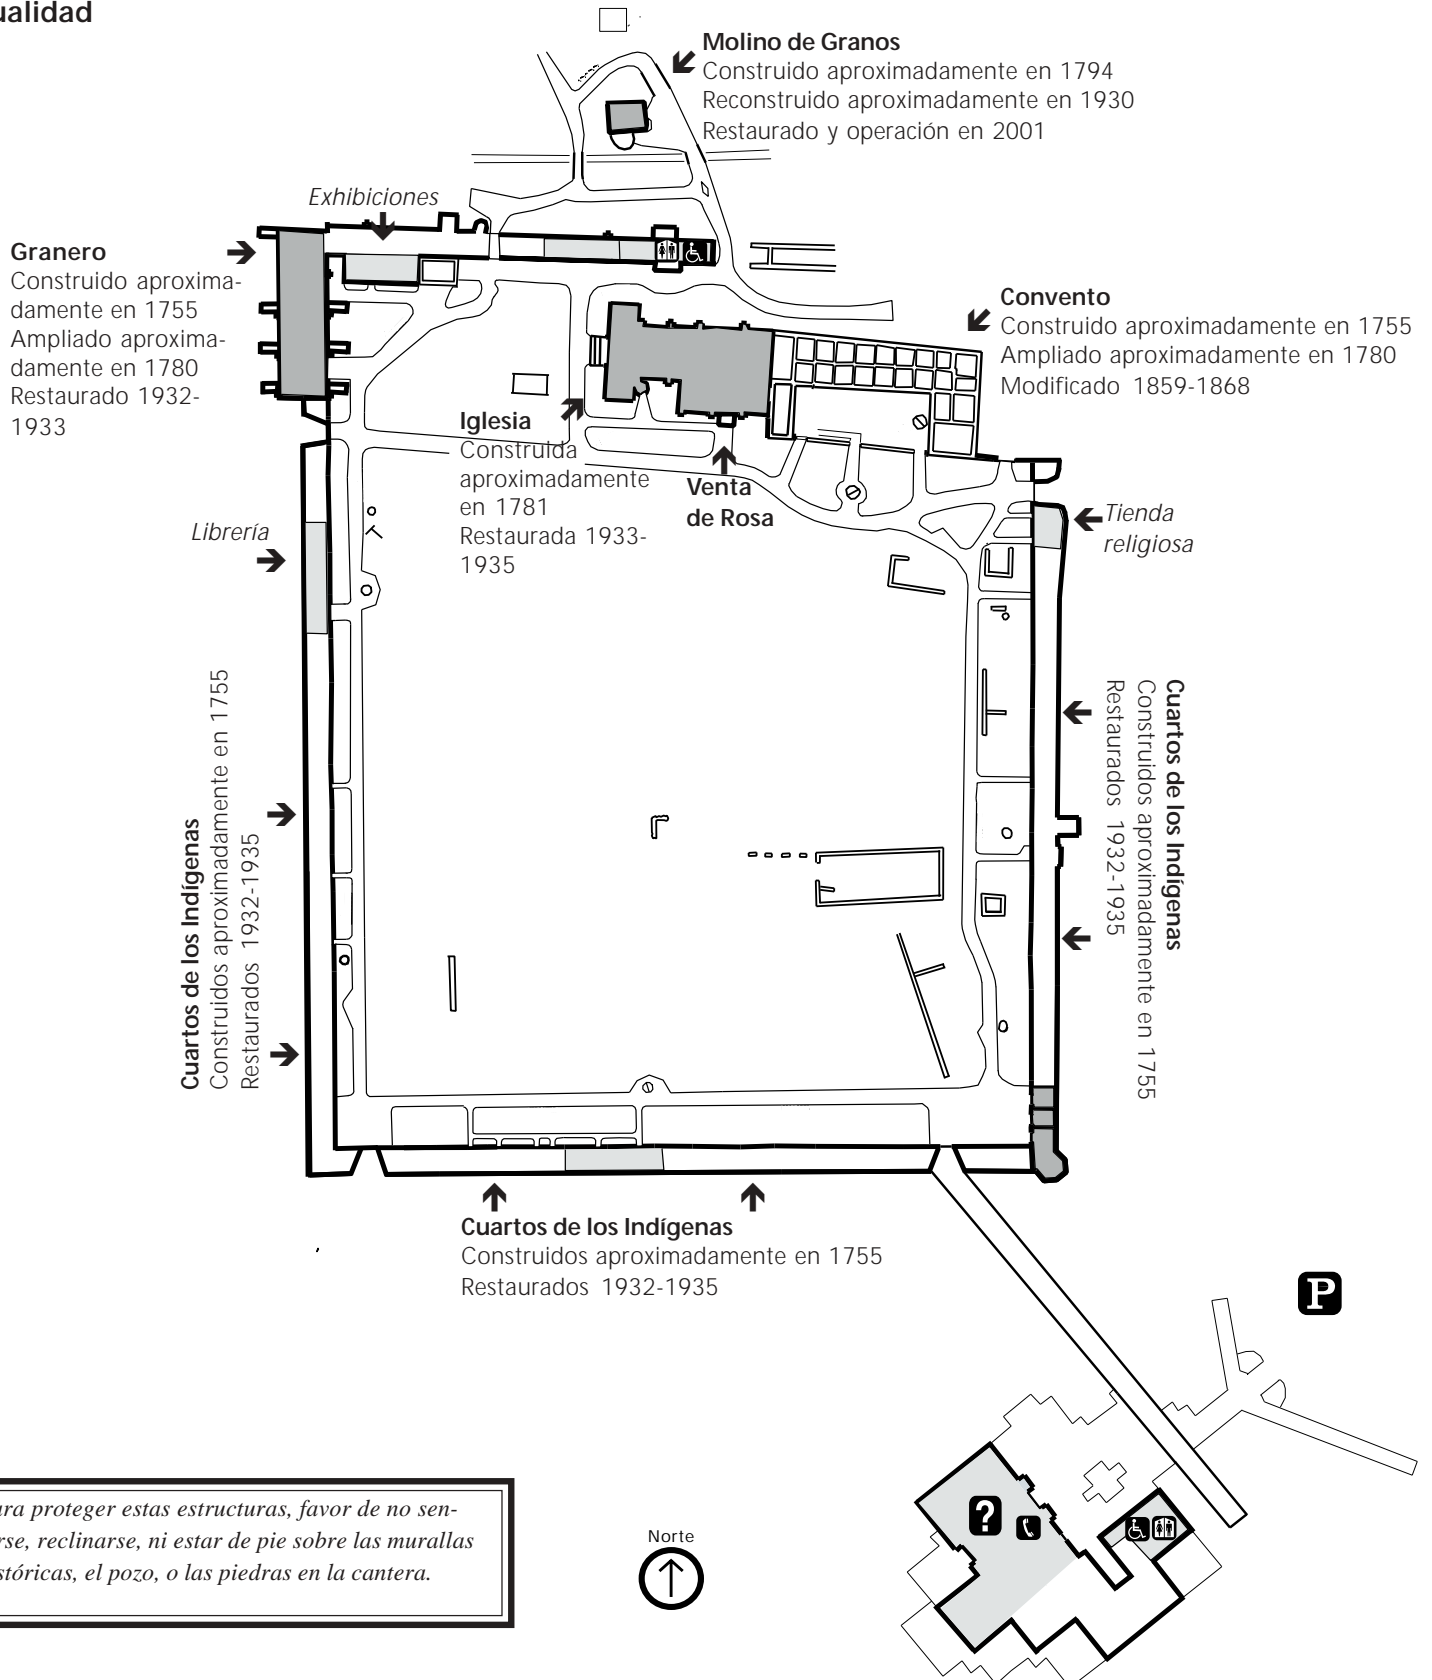 Molino de Granos
Construido aproximadamente en 1794
Reconstruido aproximadamente en 1930
Restaurado y operación en 2001
Exhibiciones
Granero
Construido aproxima-
damente en 1755
Ampliado aproxima-
damente en 1780
Restaurado 1932-
1933
Convento
Construido aproximadamente en 1755
Ampliado aproximadamente en 1780
Modificado 1859-1868
Iglesia
Construida
aproximadamente
en 1781
Restaurada 1933-
1935
Venta
de Rosa
Librería
Tienda
religiosa
Cuartos de los Indígenas
Construidos aproximadamente en 1755
Restaurados 1932-1935
Cuartos de los Indígenas
Construidos aproximadamente en 1755
Restaurados 1932-1935
Cuartos de los Indígenas
Construidos aproximadamente en 1755
Restaurados 1932-1935
P
?
Norte
proteger estas estructuras, favor de no sen-
reclinarse, ni estar de pie sobre las murallas
el pozo, o las piedras en la cantera.